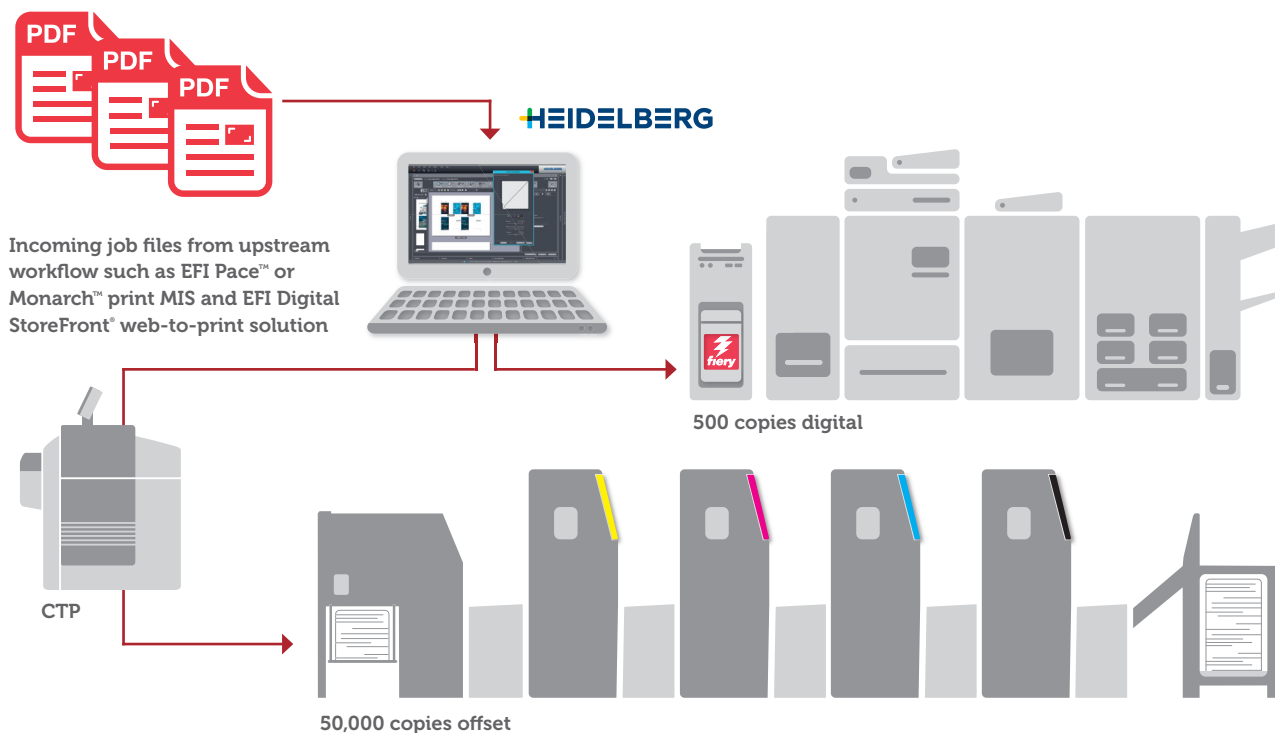 PDF
PDF
PDF
HEIDELBERG
Incoming job files from upstream
workflow such as EFI Pace™ or
Monarch™ print MIS and EFI Digital
StoreFront® web-to-print solution
fiery
500 copies digital
CTP
50,000 copies offset